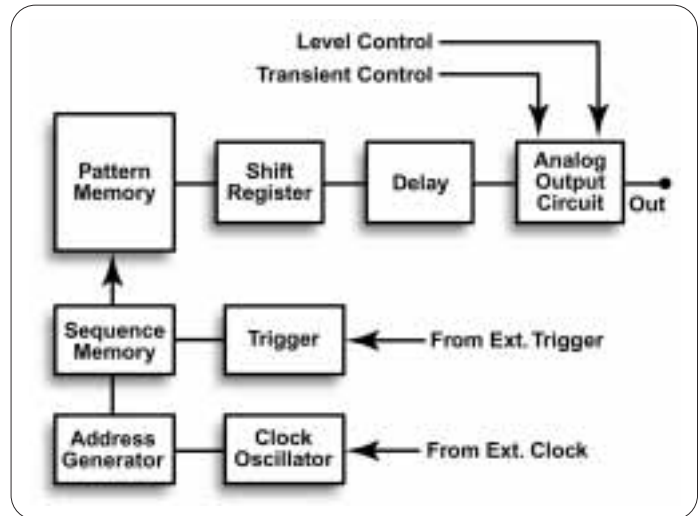 Level Control
Transient Control
Pattern
Memory
Shift
Register
Delay
Analog
Output
Circuit
Out
Sequence
Memory
Trigger
From Ext. Trigger
Address
Generator
Clock
Oscillator
From Ext. Clock